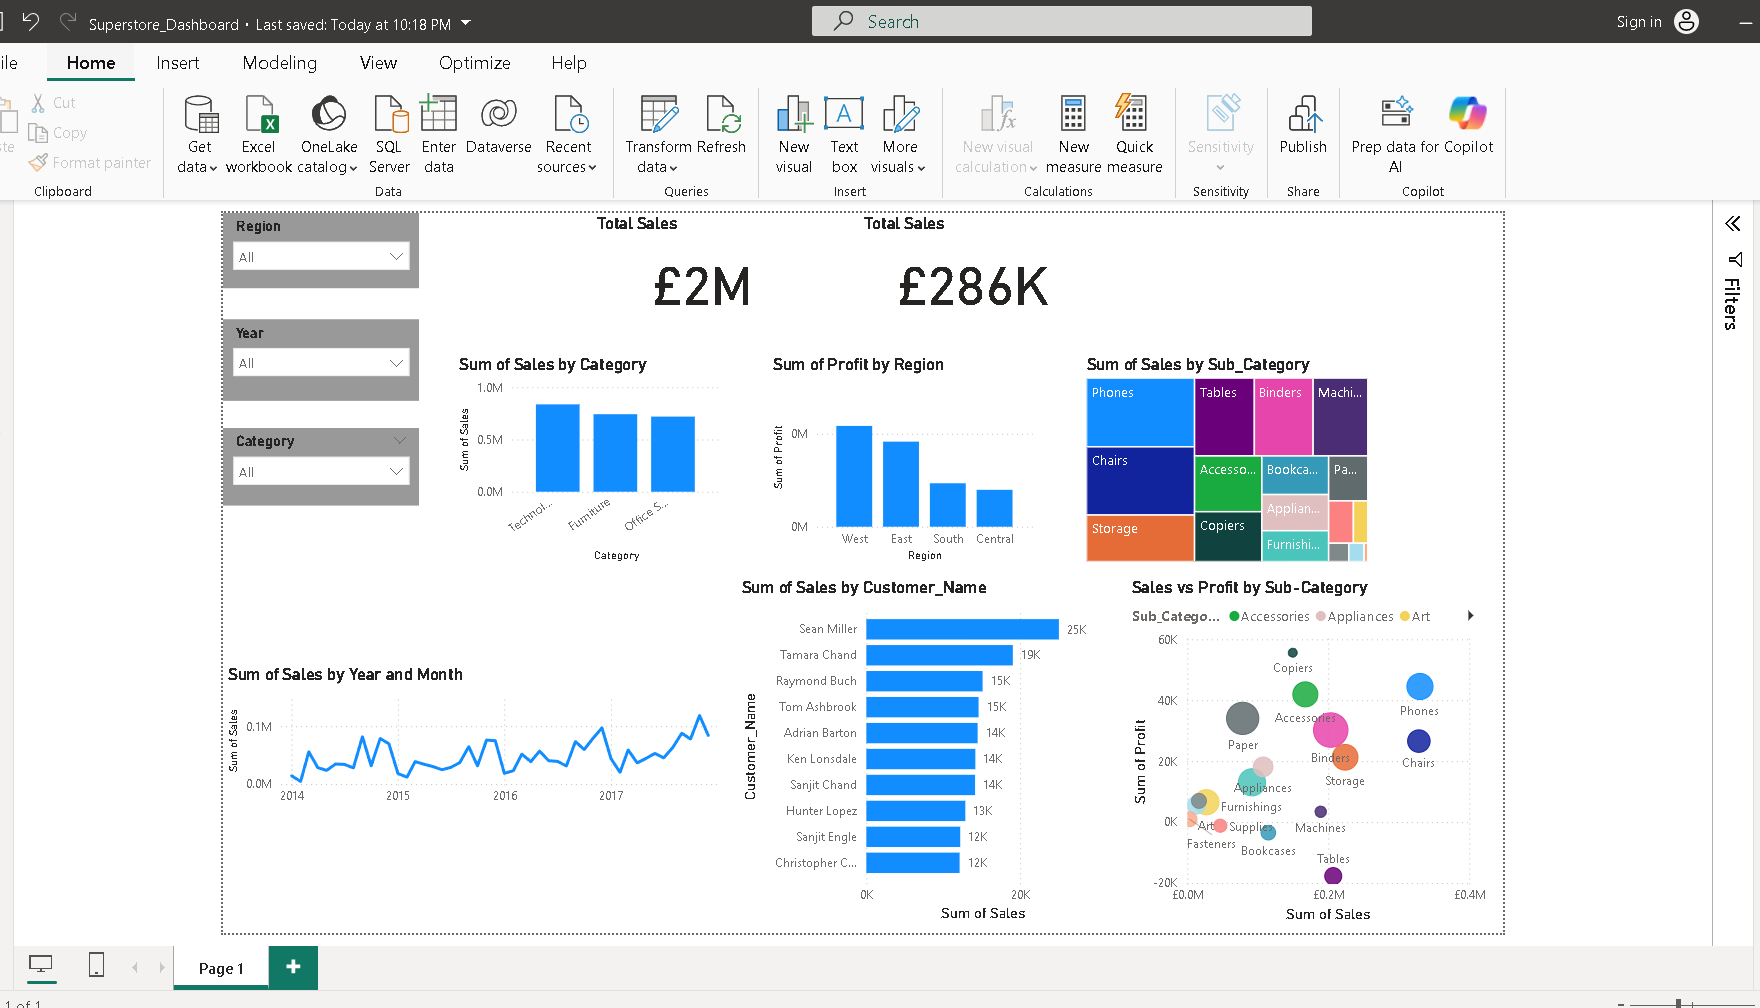 Superstore_Dashboard • Last saved: Today at 10:18 PM
Search
Sign in
ile
Home
Insert
Modeling
View
Optimize
Help
Cut
Copy
Format painter
Clipboard
Get data
Excel workbook
OneLake catalog
SQL Server
Enter data
Dataverse
Recent sources
Data
Transform data
Refresh
Queries
New visual
Text box
More visuals
Insert
New visual calculation
New measure
Quick measure
Calculations
Sensitivity
Sensitivity
Publish
Share
Prep data for AI
Copilot
Copilot
Filters
Region
All
Year
All
Category
All
Total Sales
£2M
Total Sales
£286K
Sum of Sales by Category
Sum of Sales
1.0M
0.5M
0.0M
Technol...
Furniture
Office S...
Category
Sum of Profit by Region
Sum of Profit
0M
0M
West
East
South
Central
Region
Sum of Sales by Sub_Category
Phones
Chairs
Storage
Tables
Binders
Machi...
Accesso...
Copiers
Bookca...
Applian...
Furnishi...
Pa...
Sum of Sales by Year and Month
Sum of Sales
0.1M
0.0M
2014
2015
2016
2017
Sum of Sales by Customer_Name
Customer_Name
Sean Miller 25K
Tamara Chand 19K
Raymond Buch 15K
Tom Ashbrook 15K
Adrian Barton 14K
Ken Lonsdale 14K
Sanjit Chand 14K
Hunter Lopez 13K
Sanjit Engle 12K
Christopher C... 12K
0K
20K
Sum of Sales
Sales vs Profit by Sub-Category
Sub_Catego... Accessories Appliances Art
Sum of Profit
60K
40K
20K
0K
-20K
Copiers
Phones
Accessories
Paper
Binders
Chairs
Storage
Appliances
Furnishings
Art
Supplies
Machines
Fasteners
Bookcases
Tables
£0.0M
£0.2M
£0.4M
Sum of Sales
Page 1